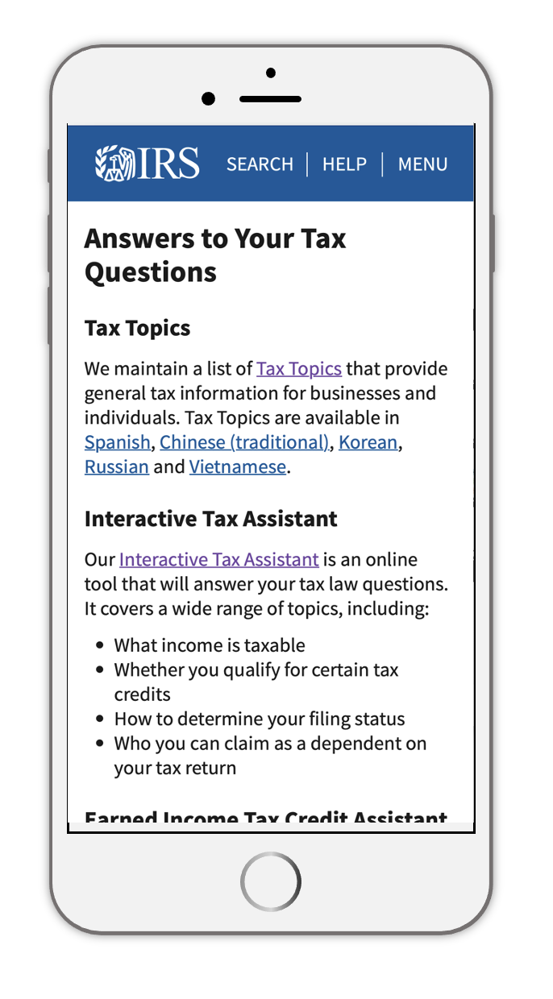 IRS SEARCH HELP MENU
Answers to Your Tax
Questions
Tax Topics
We maintain a list of Tax Topics that provide
general tax information for businesses and
individuals. Tax Topics are available in
Spanish, Chinese (traditional), Korean,
Russian and Vietnamese.
Interactive Tax Assistant
Our Interactive Tax Assistant is an online
tool that will answer your tax law questions.
It covers a wide range of topics, including:
• What income is taxable
• Whether you qualify for certain tax
credits
• How to determine your filing status
• Who you can claim as a dependent on
your tax return
Earned Income Tax Credit Assistant